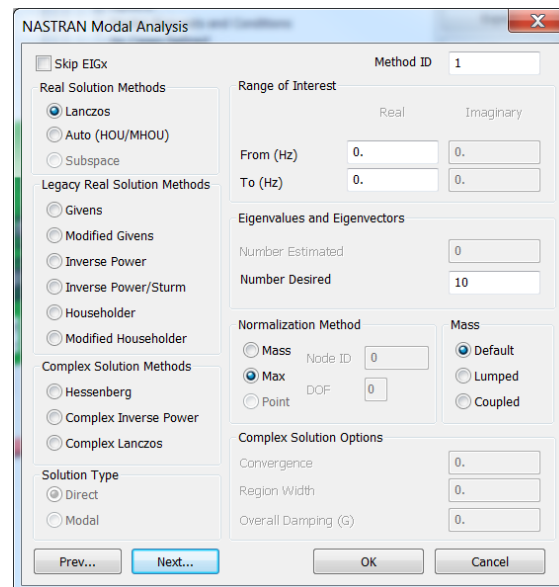 NASTRAN Modal Analysis
Skip EIGx
Method ID 1
Real Solution Methods
Lanczos
Auto (HOU/MHOU)
Subspace
Legacy Real Solution Methods
Givens
Modified Givens
Inverse Power
Inverse Power/Sturm
Householder
Modified Householder
Complex Solution Methods
Hessenberg
Complex Inverse Power
Complex Lanczos
Solution Type
Direct
Modal
Range of Interest
Real Imaginary
From (Hz) 0. 0.
To (Hz) 0. 0.
Eigenvalues and Eigenvectors
Number Estimated 0
Number Desired 10
Normalization Method
Mass Node ID 0
Max DOF 0
Point
Mass
Default
Lumped
Coupled
Complex Solution Options
Convergence 0.
Region Width 0.
Overall Damping (G) 0.
Prev... Next... OK Cancel